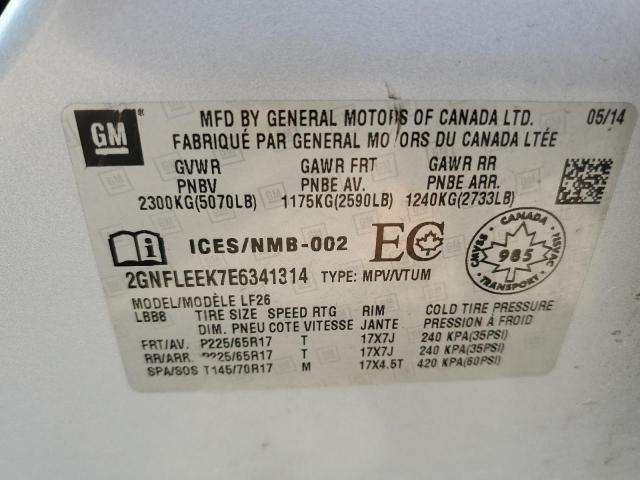 GM
MFD BY GENERAL MOTORS OF CANADA LTD. 05/14
FABRIQUÉ PAR GENERAL MOTORS DU CANADA LTÉE
GVWR GAWR FRT GAWR RR
PNBV PNBE AV. PNBE ARR.
2300KG(5070LB) 1175KG(2590LB) 1240KG(2733LB)
i ICES/NMB-002 EC
CANADA
CMVSS 985 NSVAC
TRANSPORT
2GNFLEEK7E6341314 TYPE: MPV/VTUM
MODEL/MODÈLE LF26
LBB8 TIRE SIZE SPEED RTG RIM COLD TIRE PRESSURE
DIM. PNEU COTE VITESSE JANTE PRESSION À FROID
FRT/AV. P225/65R17 T 17X7J 240 KPA(35PSI)
RR/ARR. P225/65R17 T 17X7J 240 KPA(35PSI)
SPA/SOS T145/70R17 M 17X4.5T 420 KPA(60PSI)